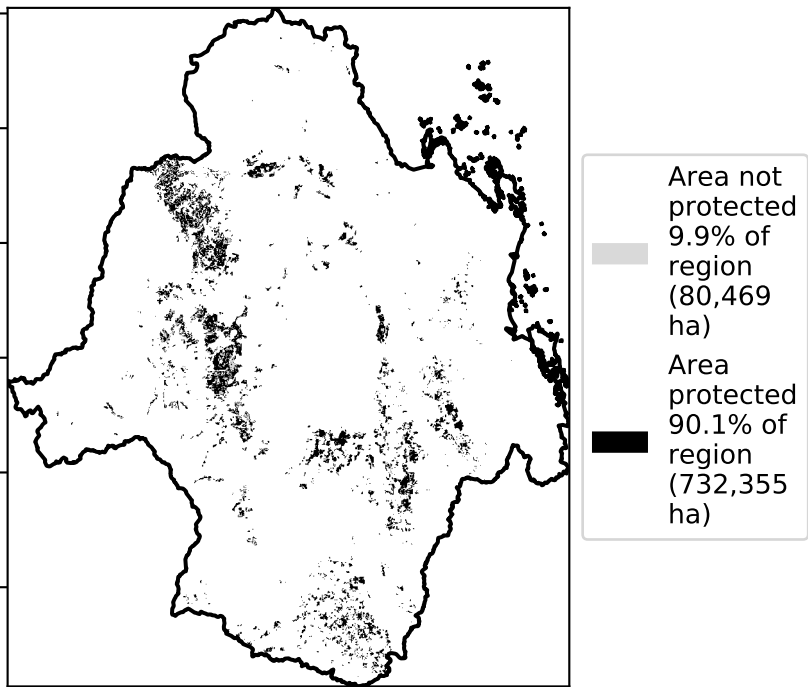 Area not
protected
9.9% of
region
(80,469
ha)
Area
protected
90.1% of
region
(732,355
ha)